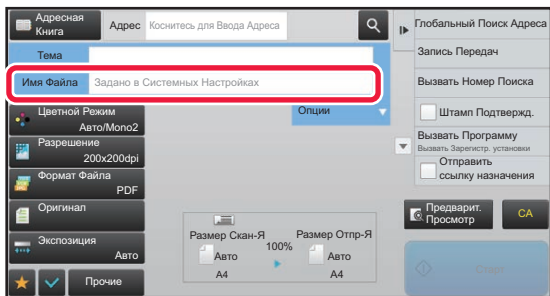 Адресная
Книга
Адрес
Коснитесь для Ввода Адреса
Тема
Имя Файла
Задано в Системных Настройках
Цветной Режим
Авто/Mono2
Разрешение
200x200dpi
Формат Файла
PDF
Оригинал
Экспозиция
Авто
Прочие
Опции
Размер Скан-Я
100%
Размер Отпр-Я
Авто
Авто
A4
A4
Глобальный Поиск Адреса
Запись Передач
Вызвать Номер Поиска
Штамп Подтвержд.
Вызвать Программу
Вызвать Зарегистр. установки
Отправить
ссылку назначения
Предварит.
Просмотр
CA
Старт